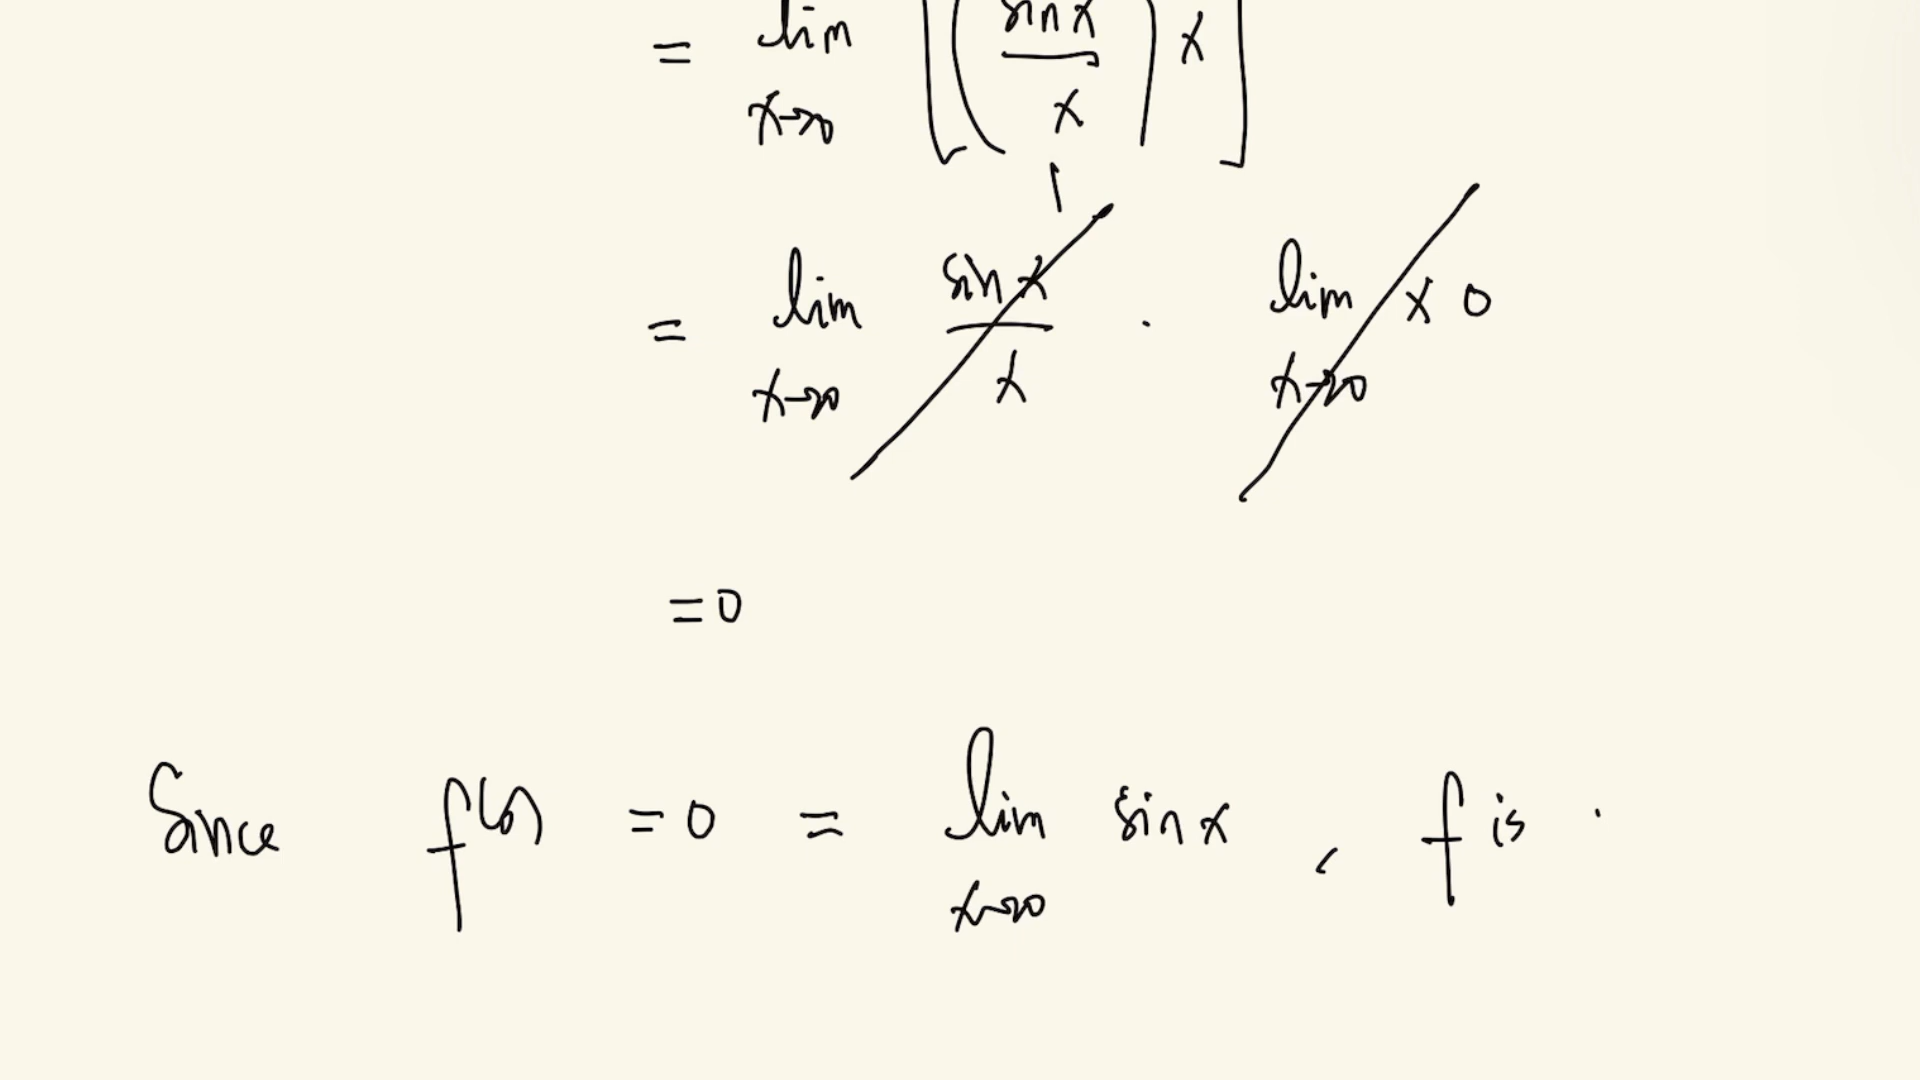 = lim x→0 [(sin x / x) x]
= lim x→0 sin x / x 1 · lim x→0 x 0
= 0
Since f(0) = 0 = lim x→0 sin x , f is .